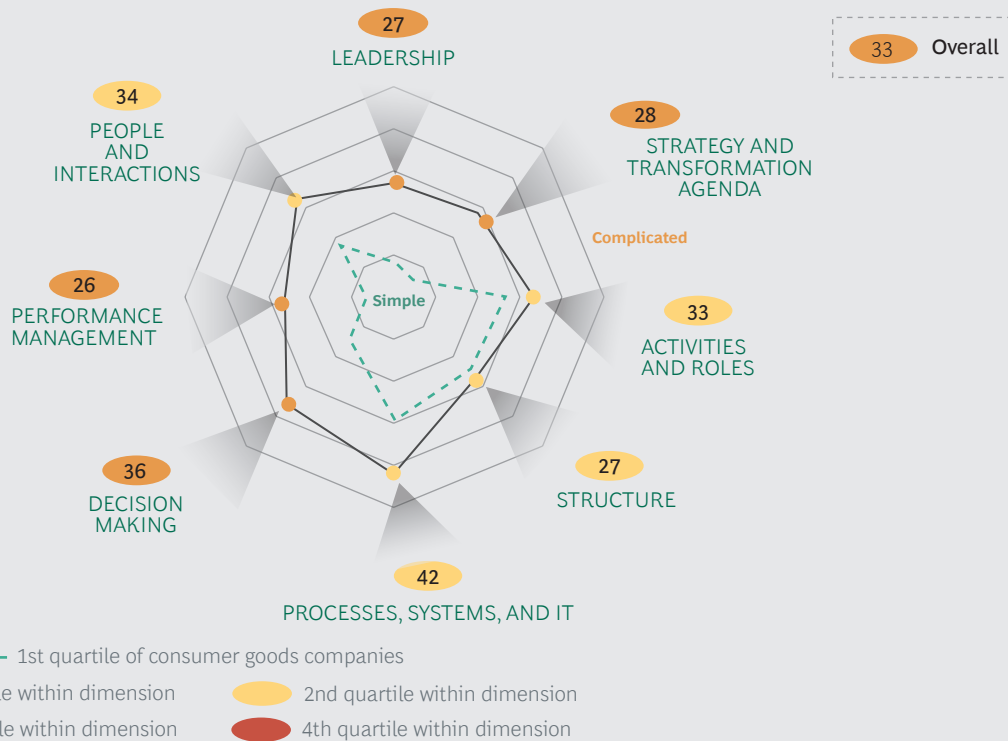 27
LEADERSHIP
33 Overall
34
PEOPLE
AND
INTERACTIONS
28
STRATEGY AND
TRANSFORMATION
AGENDA
Complicated
Simple
26
PERFORMANCE
MANAGEMENT
33
ACTIVITIES
AND ROLES
36
DECISION
MAKING
27
STRUCTURE
42
PROCESSES, SYSTEMS, AND IT
1st quartile of consumer goods companies
within dimension
2nd quartile within dimension
within dimension
4th quartile within dimension